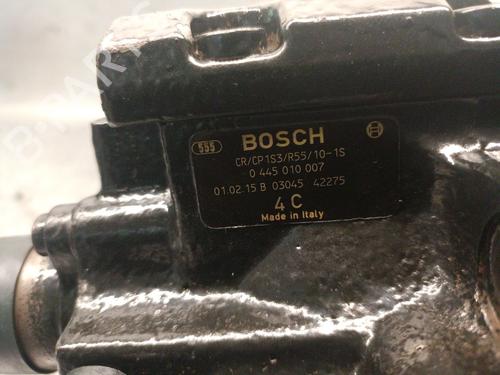 555 BOSCH
CR/CP1S3/R55/10-1S
0 445 010 007
01.02.15 B 03045 42275
4 C
Made in Italy
B-PARTS